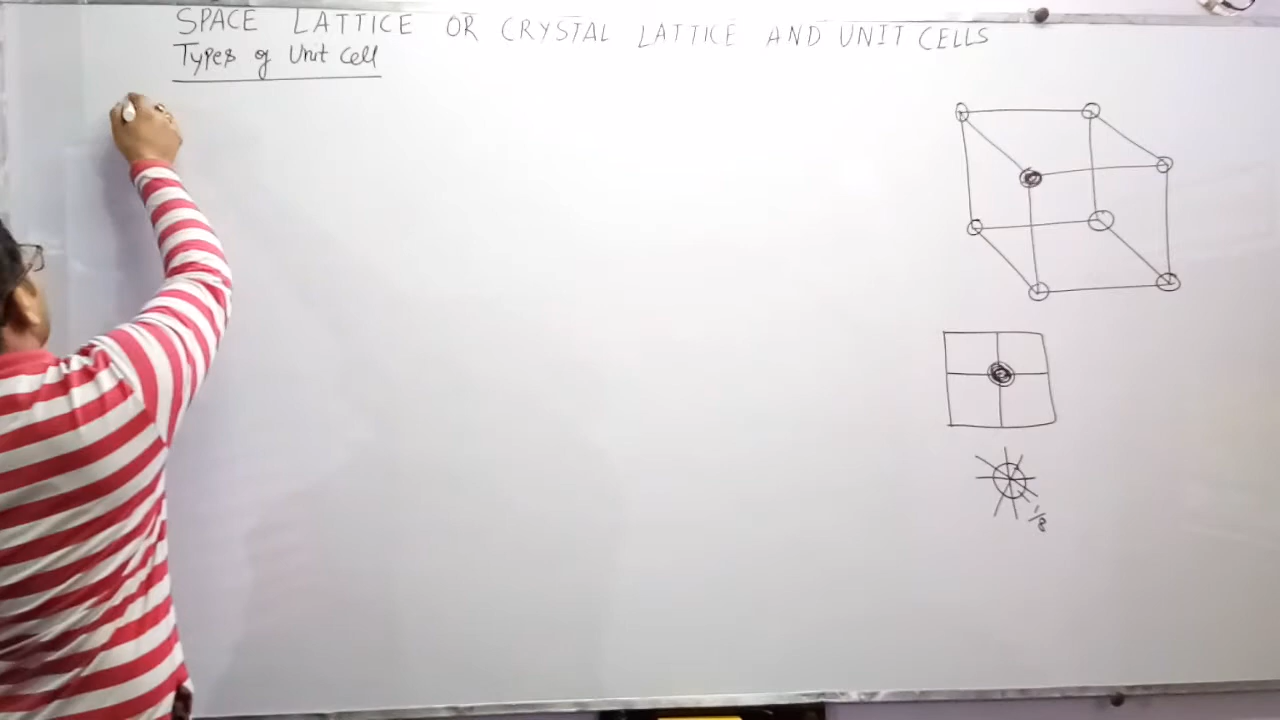 SPACE LATTICE OR CRYSTAL LATTICE AND UNIT CELLS
Types of Unit Cell
1/8